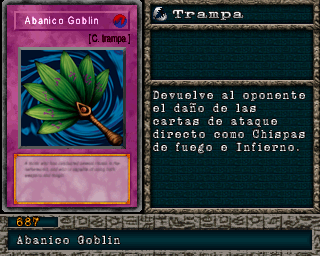 Abanico Goblin
[C. trampa ]
Trampa
Devuelve al oponente
el daño de las
cartas de ataque
directo como Chispas
de fuego e Infierno.
687
Abanico Goblin